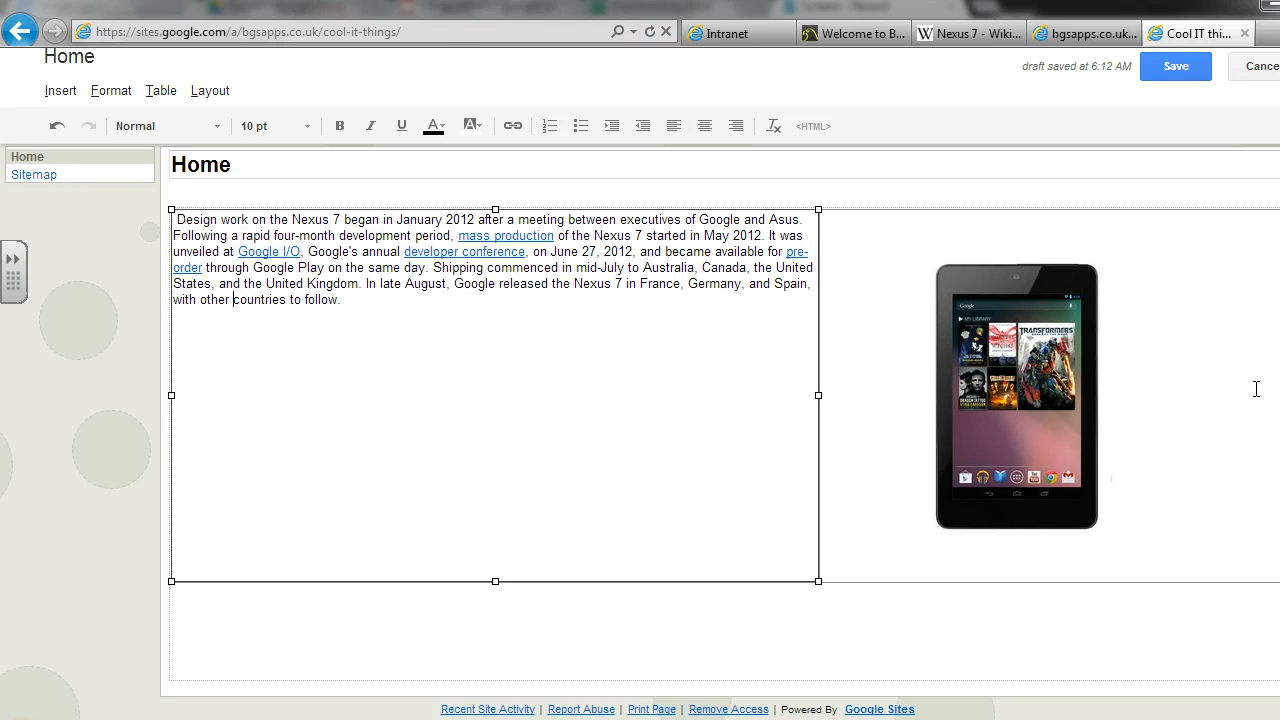 https://sites.google.com/a/bgsapps.co.uk/cool-it-things/
Intranet
Welcome to B...
Nexus 7 - Wiki...
bgsapps.co.uk...
Cool IT thi...
Home
draft saved at 6:12 AM
Save
Cance
Insert Format Table Layout
Normal
10 pt
B I U A A
<HTML>
Home
Sitemap
Home
Design work on the Nexus 7 began in January 2012 after a meeting between executives of Google and Asus.
Following a rapid four-month development period, mass production of the Nexus 7 started in May 2012. It was
unveiled at Google I/O, Google's annual developer conference, on June 27, 2012, and became available for pre-
order through Google Play on the same day. Shipping commenced in mid-July to Australia, Canada, the United
States, and the United Kingdom. In late August, Google released the Nexus 7 in France, Germany, and Spain,
with other countries to follow.
Google
MY LIBRARY
TRANSFORMERS
Recent Site Activity | Report Abuse | Print Page | Remove Access | Powered By Google Sites